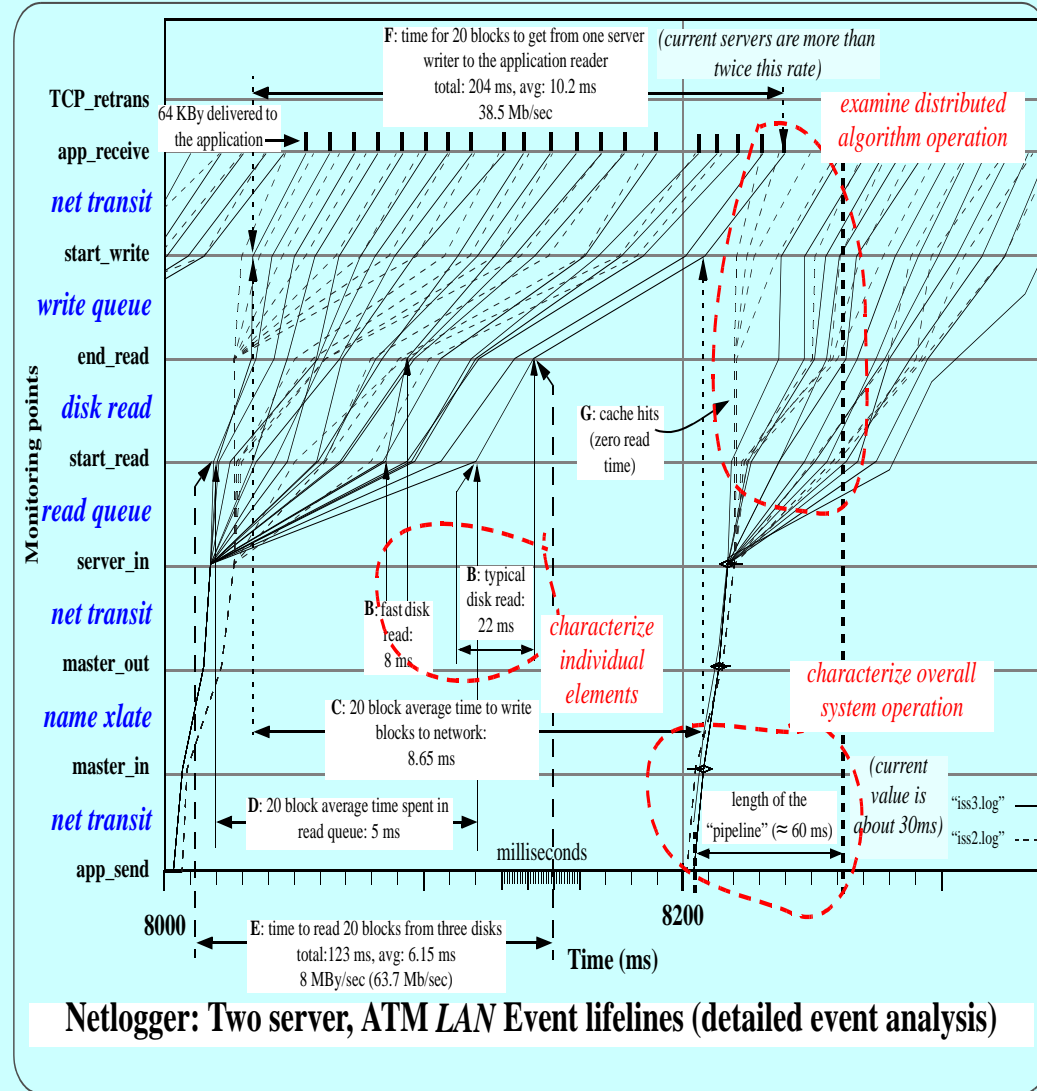 F: time for 20 blocks to get from one server
writer to the application reader
total: 204 ms, avg: 10.2 ms
38.5 Mb/sec
(current servers are more than
twice this rate)
TCP_retrans
64 KBy delivered to
the application
examine distributed
algorithm operation
app_receive
net transit
start_write
write queue
end_read
disk read
G: cache hits
(zero read
time)
start_read
read queue
Monitoring points
server_in
B: typical
disk read:
22 ms
B: fast disk
read:
8 ms
net transit
characterize
individual
elements
master_out
characterize overall
system operation
name xlate
C: 20 block average time to write
blocks to network:
8.65 ms
master_in
(current
value is
about 30ms)
length of the
“pipeline” (≈ 60 ms)
D: 20 block average time spent in
read queue: 5 ms
net transit
“iss3.log”
“iss2.log”
milliseconds
app_send
8000
8200
E: time to read 20 blocks from three disks
total:123 ms, avg: 6.15 ms
8 MBy/sec (63.7 Mb/sec)
Time (ms)
Netlogger: Two server, ATM LAN Event lifelines (detailed event analysis)